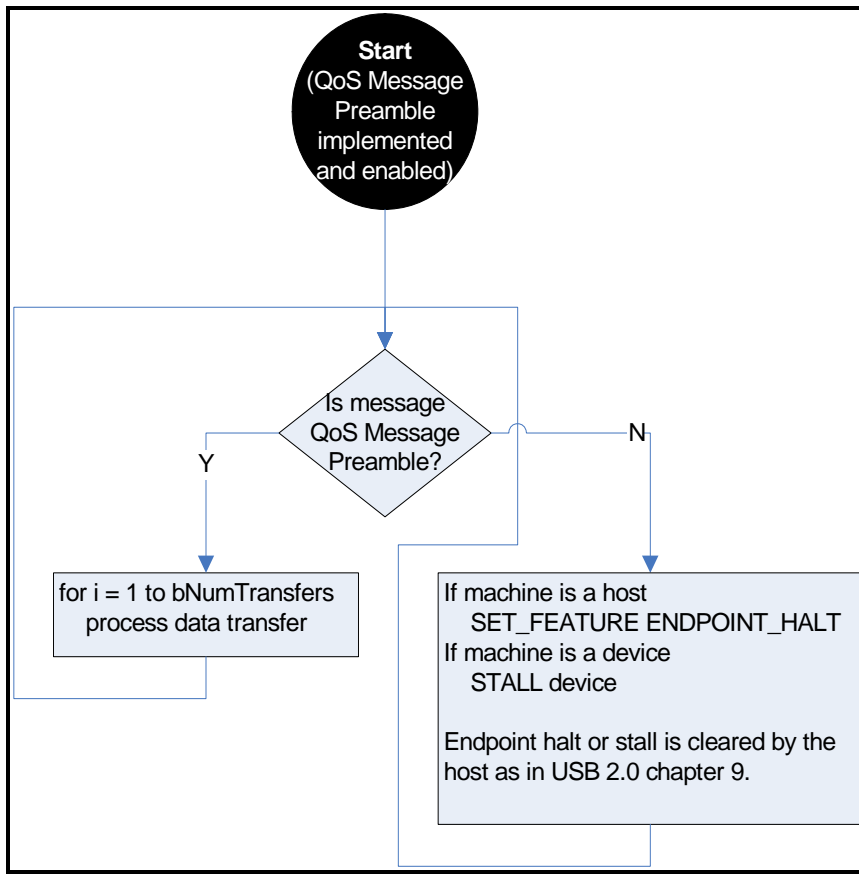 Start
(QoS Message
Preamble
implemented
and enabled)
Is message
QoS Message
Preamble?
Y
N
for i = 1 to bNumTransfers
process data transfer
If machine is a host
SET_FEATURE ENDPOINT_HALT
If machine is a device
STALL device
Endpoint halt or stall is cleared by the
host as in USB 2.0 chapter 9.